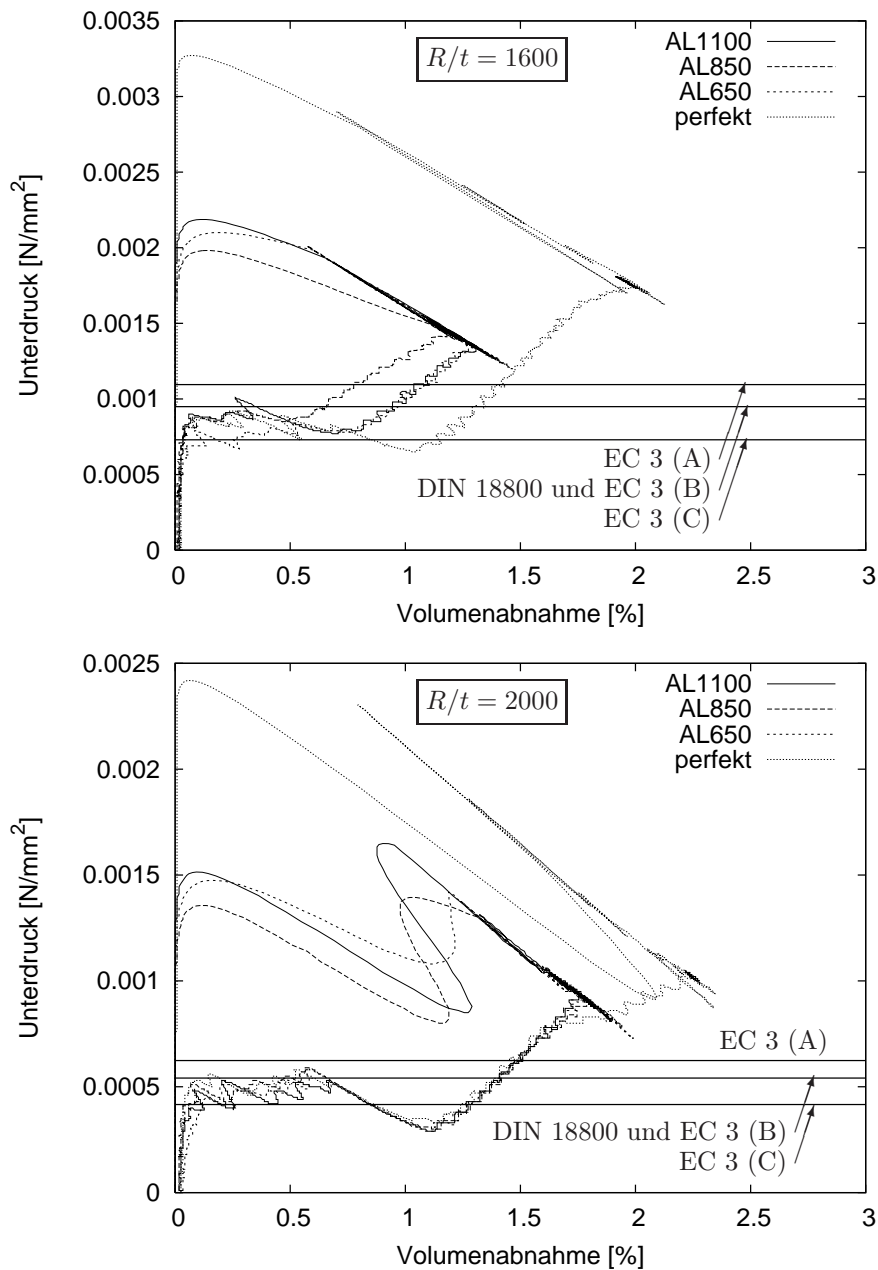 0.0035
0.003
0.0025
0.002
0.0015
0.001
0.0005
0
Unterdruck [N/mm²]
R/t = 1600
AL1100
AL850
AL650
perfekt
EC 3 (A)
DIN 18800 und EC 3 (B)
EC 3 (C)
0 0.5 1 1.5 2 2.5 3
Volumenabnahme [%]
0.0025
0.002
0.0015
0.001
0.0005
0
Unterdruck [N/mm²]
R/t = 2000
AL1100
AL850
AL650
perfekt
EC 3 (A)
DIN 18800 und EC 3 (B)
EC 3 (C)
0 0.5 1 1.5 2 2.5 3
Volumenabnahme [%]